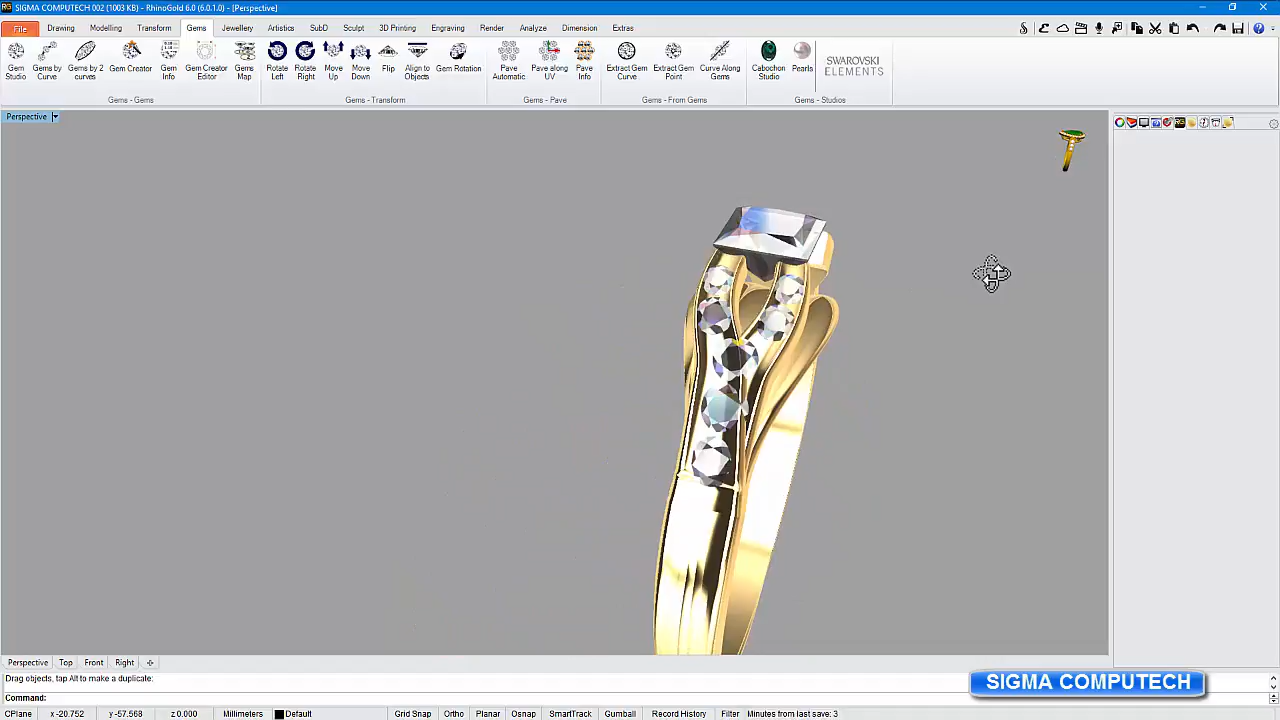 SIGMA COMPUTECH 002 (1003 KB) - RhinoGold 6.0 (6.0.1.0) - [Perspective]
File Drawing Modelling Transform Gems Jewellery Artistics SubD Sculpt 3D Printing Engraving Render Analyze Dimension Extras
Gem Studio
Gems by Curve
Gems by 2 curves
Gem Creator
Gem Info
Gem Creator Editor
Gems Map
Rotate Left
Rotate Right
Move Up
Move Down
Flip
Align to Objects
Gem Rotation
Pave Automatic
Pave along UV
Pave Info
Extract Gem Curve
Extract Gem Point
Curve Along Gems
Cabochon Studio
Pearls
SWAROVSKI
ELEMENTS
Gems - Gems
Gems - Transform
Gems - Pave
Gems - From Gems
Gems - Studios
Perspective
Perspective Top Front Right
Drag objects, tap Alt to make a duplicate:
Command:
SIGMA COMPUTECH
CPlane x -20.752 y -57.568 z.0.000 Millimeters Default Grid Snap Ortho Planar Osnap SmartTrack Gumball Record History Filter Minutes from last save: 3